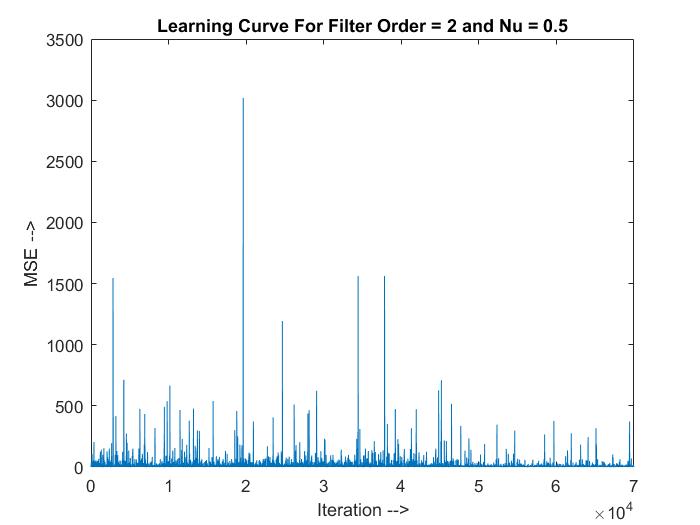 Learning Curve For Filter Order = 2 and Nu = 0.5
3500
3000
2500
2000
1500
1000
500
0
MSE -->
0 1 2 3 4 5 6 7
Iteration -->
×10^4